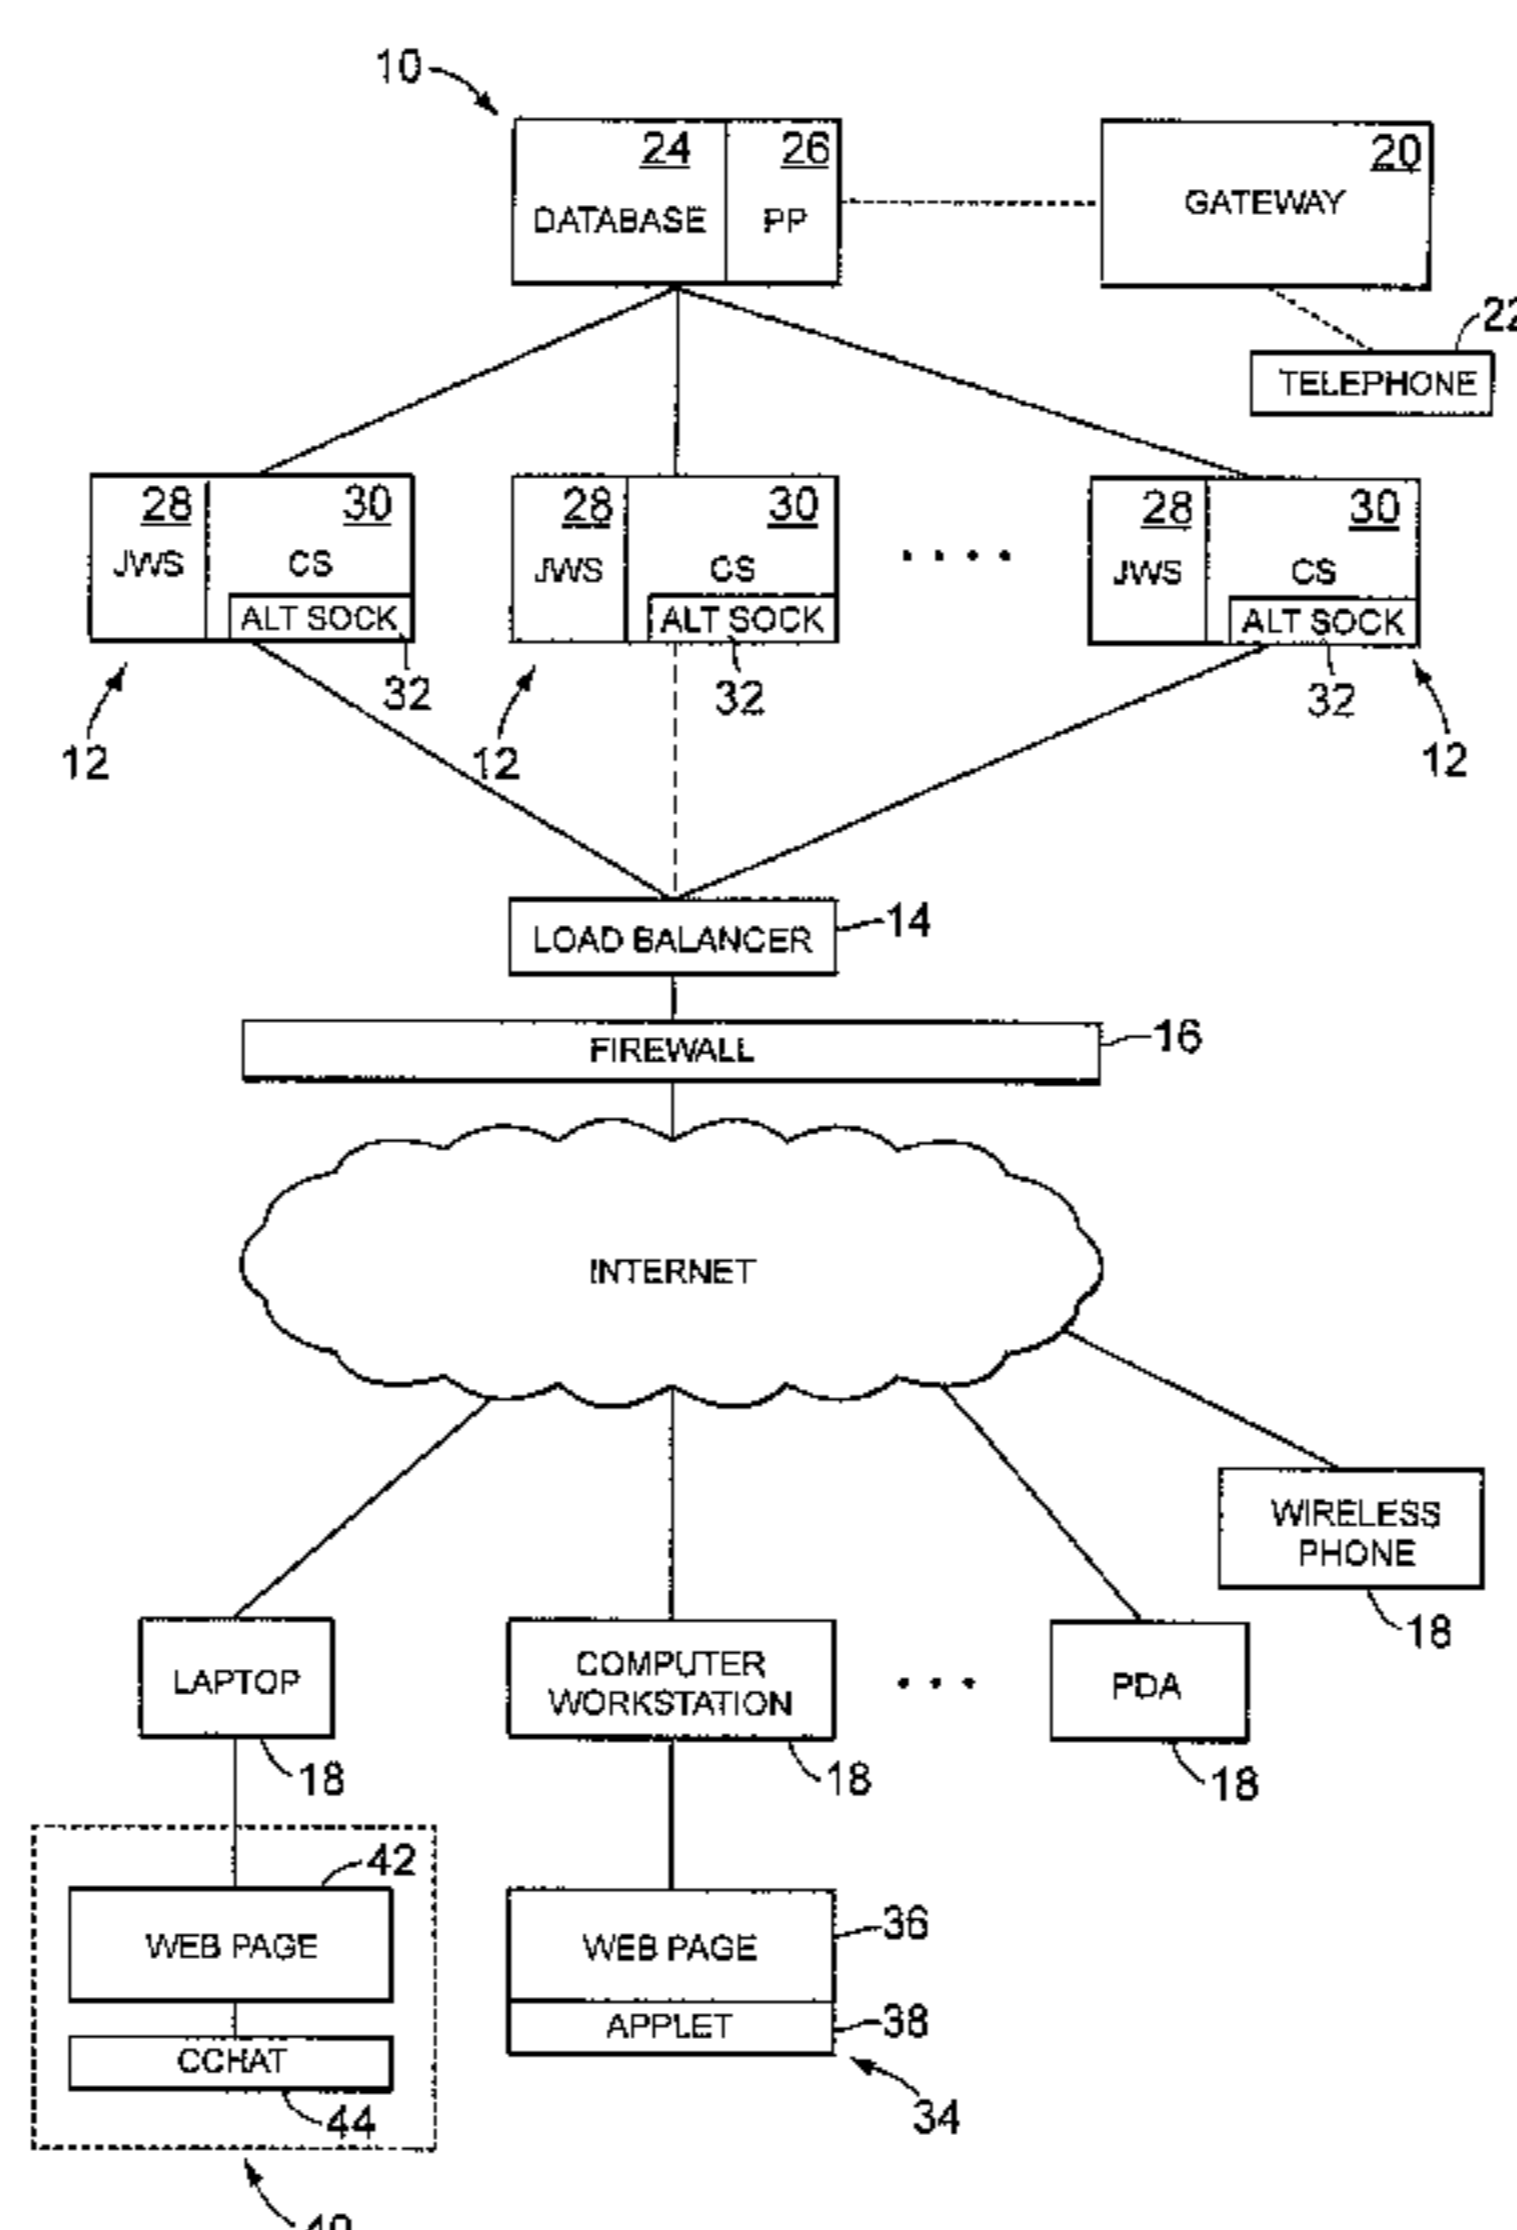 10
24
26
20
DATABASE
PP
GATEWAY
22
TELEPHONE
28
30
28
30
28
30
JWS
CS
JWS
CS
JWS
CS
ALT SOCK
ALT SOCK
ALT SOCK
32
32
32
12
12
12
LOAD BALANCER
14
FIREWALL
16
INTERNET
WIRELESS
PHONE
18
LAPTOP
COMPUTER
WORKSTATION
PDA
18
18
18
42
WEB PAGE
WEB PAGE
36
CCHAT
APPLET
38
44
34
40